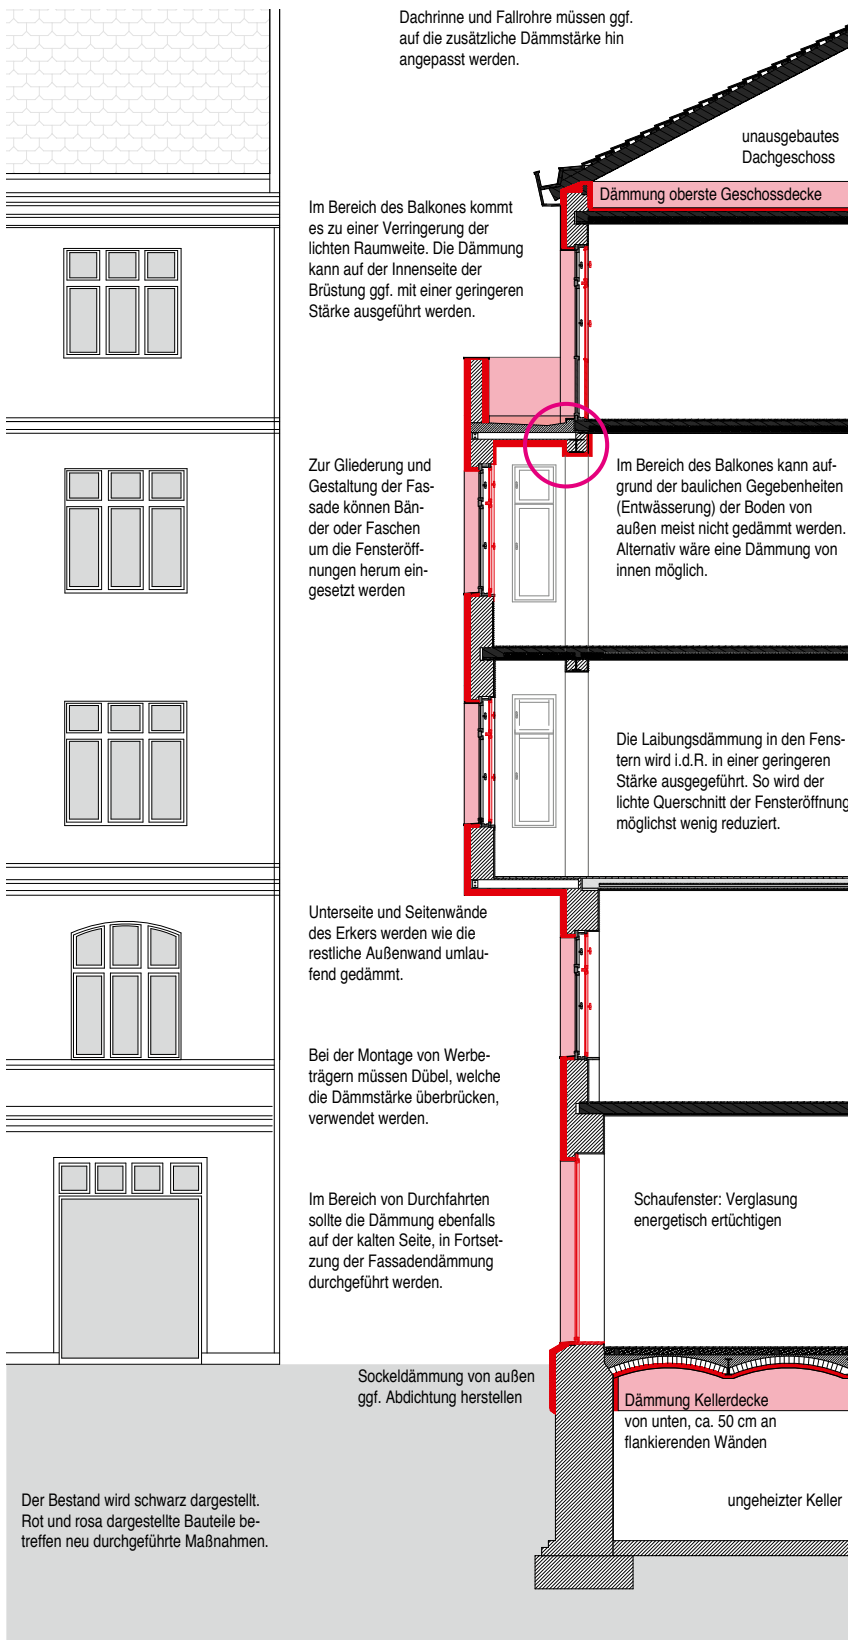 Dachrinne und Fallrohre müssen ggf.
auf die zusätzliche Dämmstärke hin
angepasst werden.
unausgebautes
Dachgeschoss
Dämmung oberste Geschossdecke
Im Bereich des Balkones kommt
es zu einer Verringerung der
lichten Raumweite. Die Dämmung
kann auf der Innenseite der
Brüstung ggf. mit einer geringeren
Stärke ausgeführt werden.
Zur Gliederung und
Gestaltung der Fas-
sade können Bän-
der oder Faschen
um die Fensteröff-
nungen herum ein-
gesetzt werden
Im Bereich des Balkones kann auf-
grund der baulichen Gegebenheiten
(Entwässerung) der Boden von
außen meist nicht gedämmt werden.
Alternativ wäre eine Dämmung von
innen möglich.
Die Laibungsdämmung in den Fens-
tern wird i.d.R. in einer geringeren
Stärke ausgegeführt. So wird der
lichte Querschnitt der Fensteröffnung
möglichst wenig reduziert.
Unterseite und Seitenwände
des Erkers werden wie die
restliche Außenwand umlau-
fend gedämmt.
Bei der Montage von Werbe-
trägern müssen Dübel, welche
die Dämmstärke überbrücken,
verwendet werden.
Im Bereich von Durchfahrten
sollte die Dämmung ebenfalls
auf der kalten Seite, in Fortset-
zung der Fassadendämmung
durchgeführt werden.
Schaufenster: Verglasung
energetisch ertüchtigen
Sockeldämmung von außen
ggf. Abdichtung herstellen
Dämmung Kellerdecke
von unten, ca. 50 cm an
flankierenden Wänden
ungeheizter Keller
Der Bestand wird schwarz dargestellt.
Rot und rosa dargestellte Bauteile be-
treffen neu durchgeführte Maßnahmen.